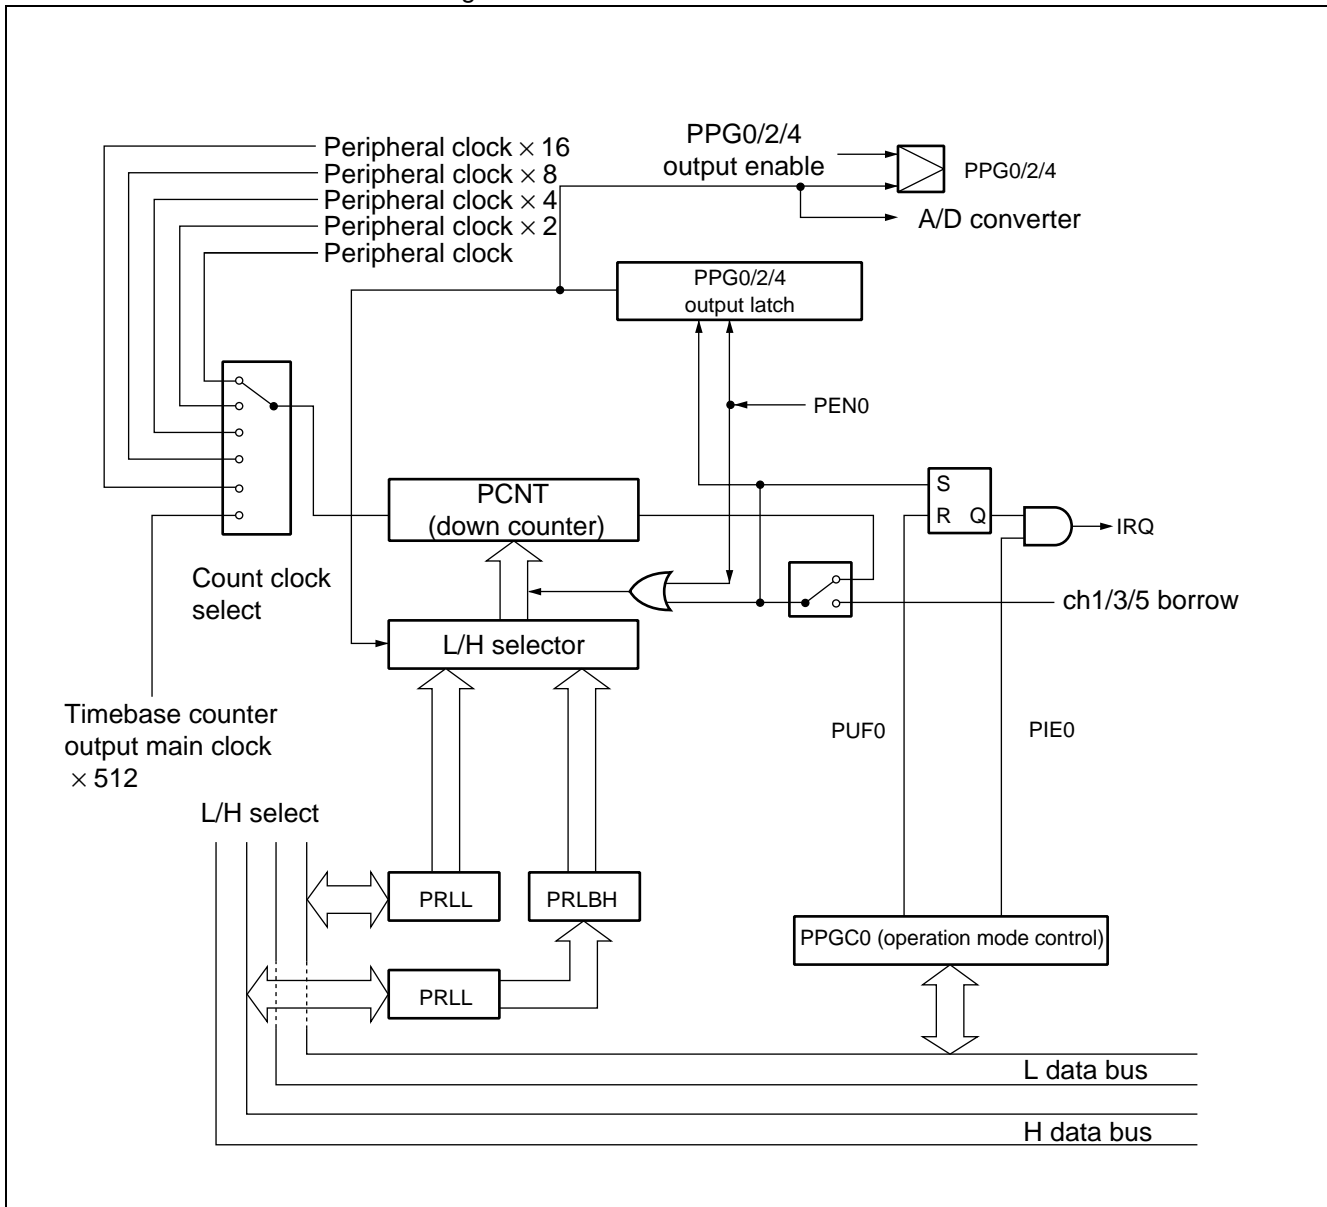 Peripheral clock × 16
Peripheral clock × 8
Peripheral clock × 4
Peripheral clock × 2
Peripheral clock
PPG0/2/4
output enable
PPG0/2/4
A/D converter
PPG0/2/4
output latch
PEN0
PCNT
(down counter)
S
R Q
IRQ
Count clock
select
ch1/3/5 borrow
L/H selector
Timebase counter
output main clock
× 512
PUF0
PIE0
L/H select
PRLL
PRLBH
PPGC0 (operation mode control)
PRLL
L data bus
H data bus